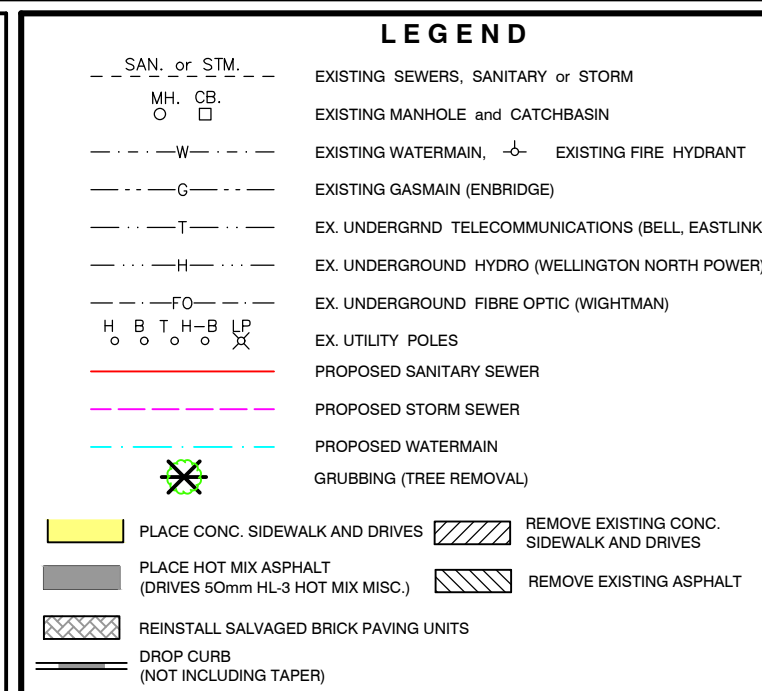 LEGEND
SAN. or STM.
EXISTING SEWERS, SANITARY or STORM
MH. CB.
EXISTING MANHOLE and CATCHBASIN
W
EXISTING WATERMAIN, EXISTING FIRE HYDRANT
G
EXISTING GASMAIN (ENBRIDGE)
T
EX. UNDERGRND TELECOMMUNICATIONS (BELL, EASTLINK
H
EX. UNDERGROUND HYDRO (WELLINGTON NORTH POWER)
FO
EX. UNDERGROUND FIBRE OPTIC (WIGHTMAN)
H B T H-B LP
EX. UTILITY POLES
PROPOSED SANITARY SEWER
PROPOSED STORM SEWER
PROPOSED WATERMAIN
GRUBBING (TREE REMOVAL)
PLACE CONC. SIDEWALK AND DRIVES
REMOVE EXISTING CONC.
SIDEWALK AND DRIVES
PLACE HOT MIX ASPHALT
(DRIVES 50mm HL-3 HOT MIX MISC.)
REMOVE EXISTING ASPHALT
REINSTALL SALVAGED BRICK PAVING UNITS
DROP CURB
(NOT INCLUDING TAPER)